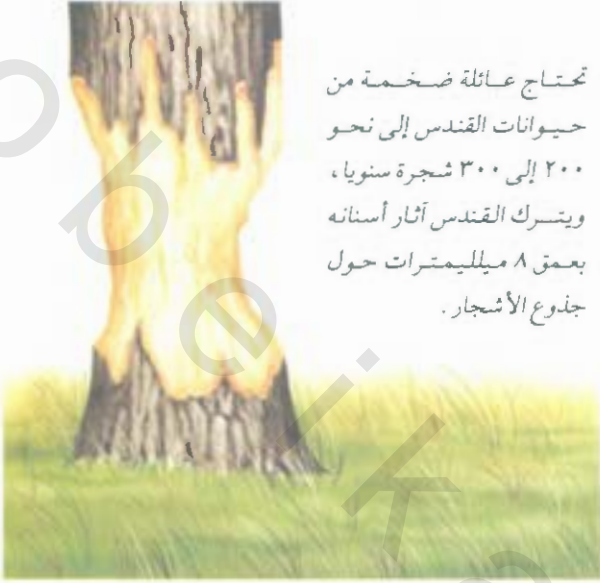 تحتاج عائلة ضخمة من
حيوانات القندس إلى نحو
٢٠٠ إلى ٣٠٠ شجرة سنويا،
ويترك القندس آثار أسنانه
بعمق ٨ ميلليمترات حول
جذوع الأشجار.